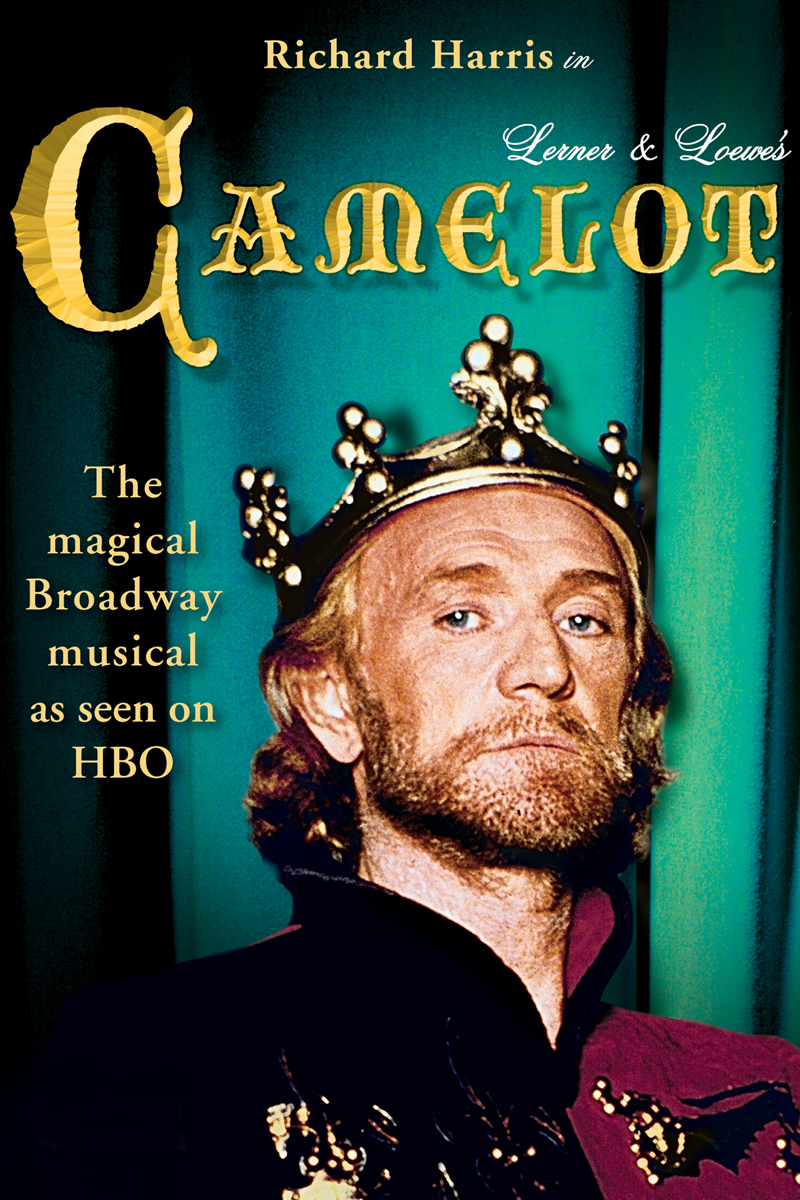 Richard Harris in
Lerner & Loewe's
CAMELOT
The
magical
Broadway
musical
as seen on
HBO